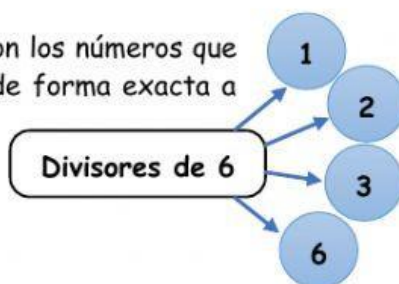 on los números que
de forma exacta a
Divisores de 6
1
2
3
6